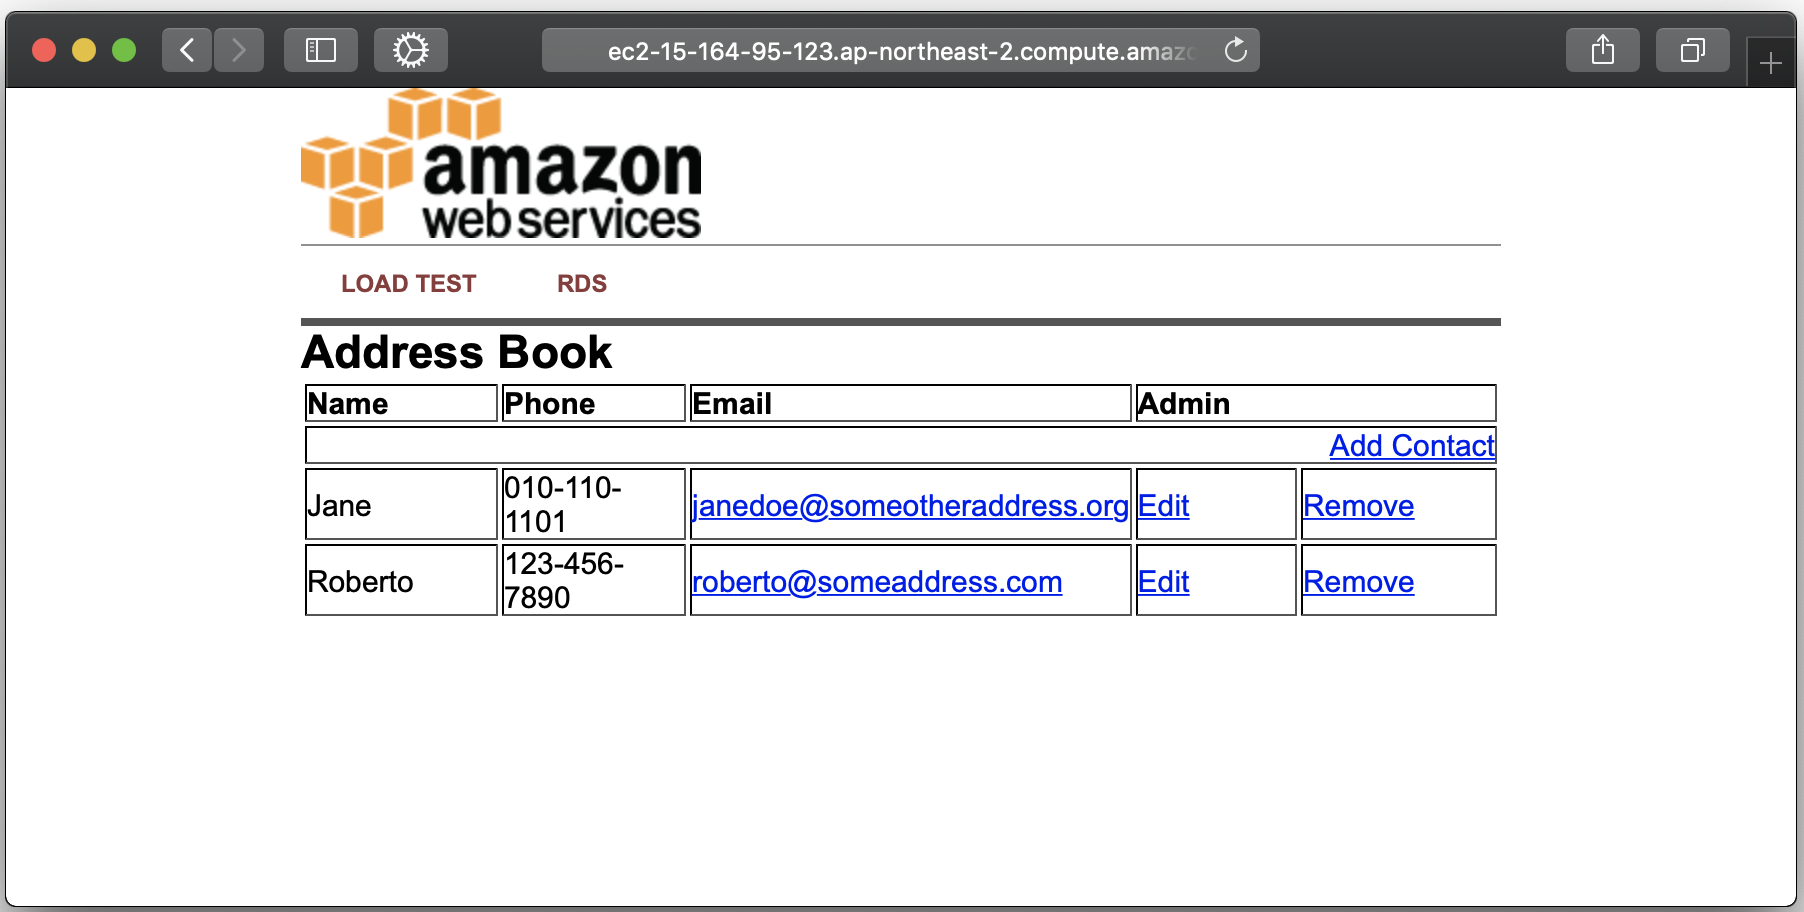 ec2-15-164-95-123.ap-northeast-2.compute.amazo
amazon
web services
LOAD TEST RDS
Address Book
Name Phone Email Admin
Add Contact
Jane 010-110-1101 janedoe@someotheraddress.org Edit Remove
Roberto 123-456-7890 roberto@someaddress.com Edit Remove